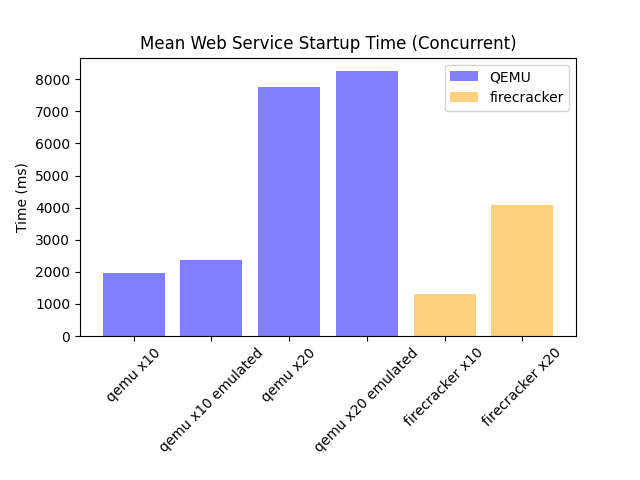 Mean Web Service Startup Time (Concurrent)
QEMU
firecracker
Time (ms)
8000
7000
6000
5000
4000
3000
2000
1000
0
qemu x10
qemu x10 emulated
qemu x20
qemu x20 emulated
firecracker x10
firecracker x20